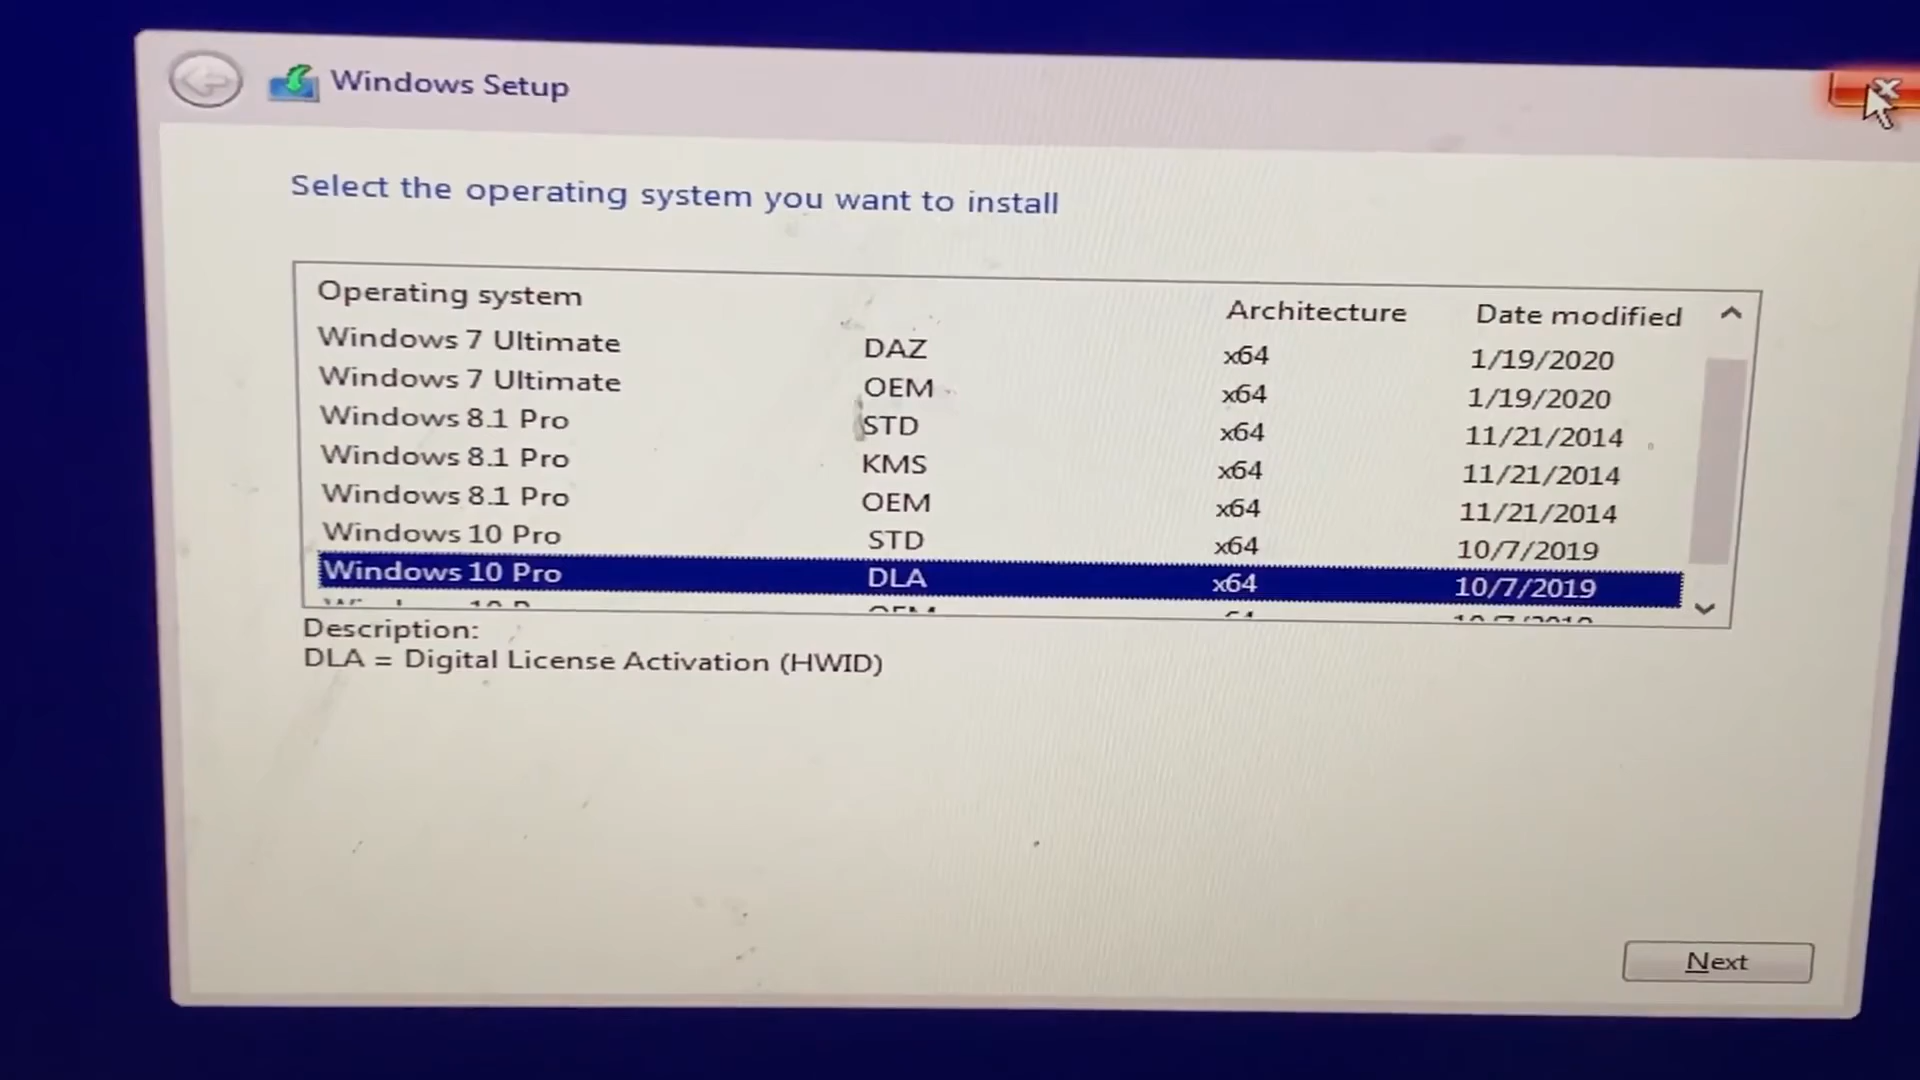 Windows Setup
Select the operating system you want to install
Operating system Architecture Date modified
Windows 7 Ultimate DAZ x64 1/19/2020
Windows 7 Ultimate OEM x64 1/19/2020
Windows 8.1 Pro STD x64 11/21/2014
Windows 8.1 Pro KMS x64 11/21/2014
Windows 8.1 Pro OEM x64 11/21/2014
Windows 10 Pro STD x64 10/7/2019
Windows 10 Pro DLA x64 10/7/2019
Description:
DLA = Digital License Activation (HWID)
Next